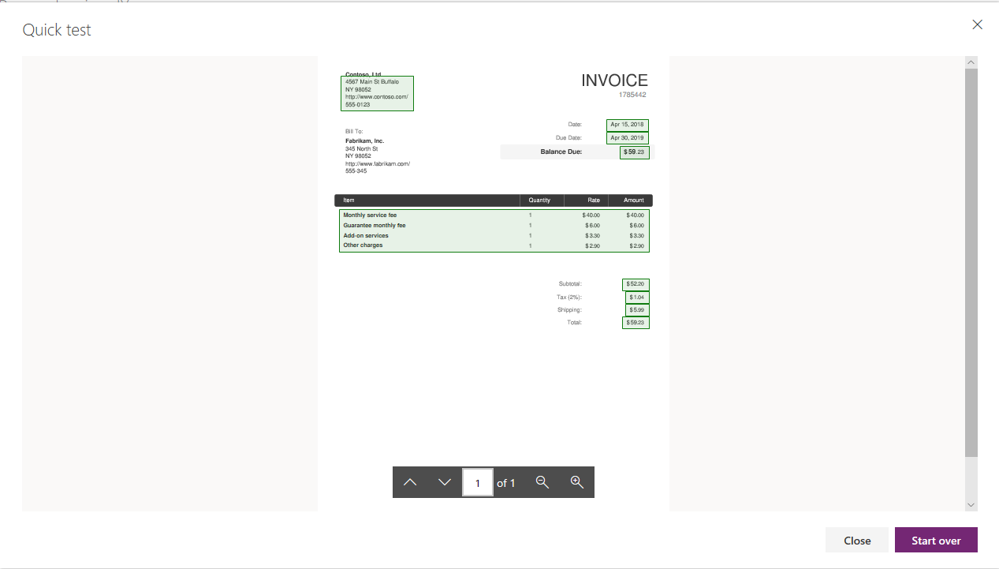 Quick test
Contoso, Ltd.
4567 Main St Buffalo
NY 98052
http://www.contoso.com/
555-0123
INVOICE
1785442
Date: Apr 15, 2018
Due Date: Apr 30, 2019
Balance Due: $59.23
Bill To:
Fabrikam, Inc.
345 North St
NY 98052
http://www.fabrikam.com/
555-345
Item Quantity Rate Amount
Monthly service fee 1 $40.00 $40.00
Guarantee monthly fee 1 $6.00 $6.00
Add-on services 1 $3.30 $3.30
Other charges 1 $2.90 $2.90
Subtotal: $52.20
Tax (2%): $1.04
Shipping: $5.99
Total: $59.23
1 of 1
Close Start over